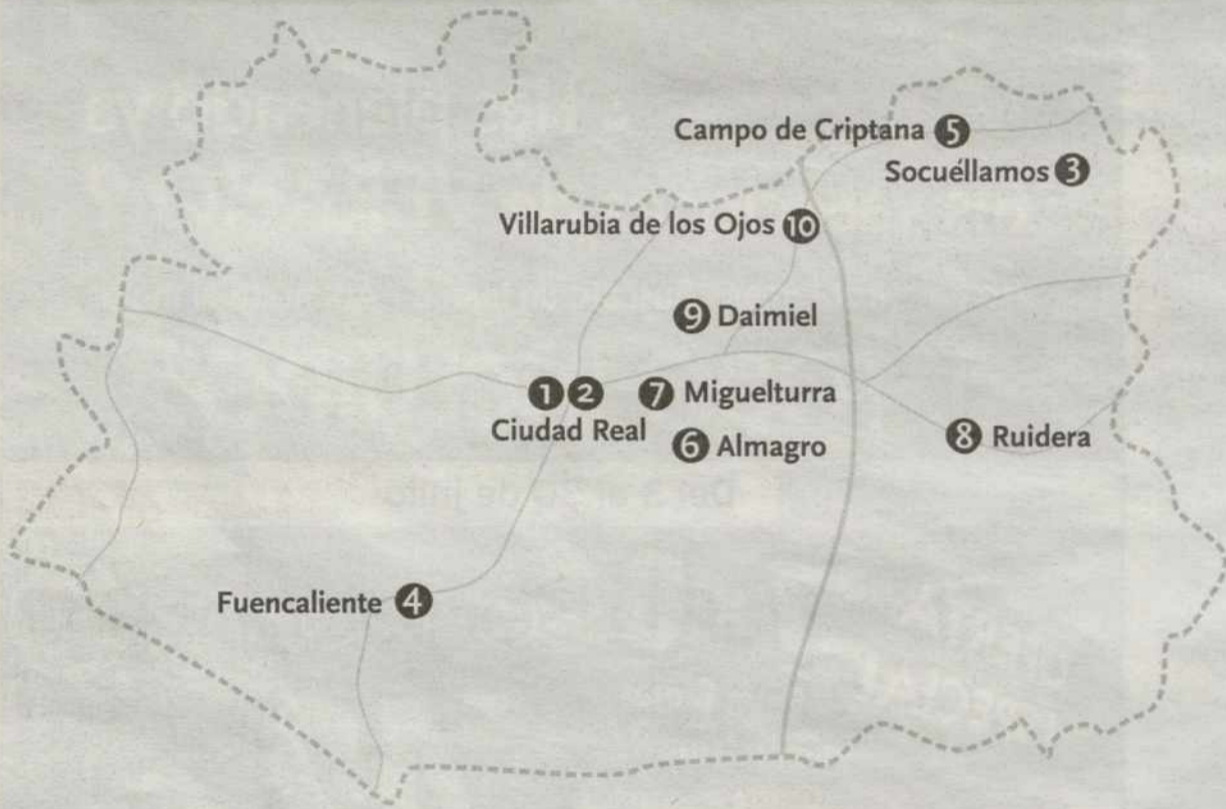 Campo de Criptana 5
Socuéllamos 3
Villarubia de los Ojos 10
9 Daimiel
1 2 7 Miguelturra
Ciudad Real
6 Almagro
8 Ruidera
Fuencaliente 4